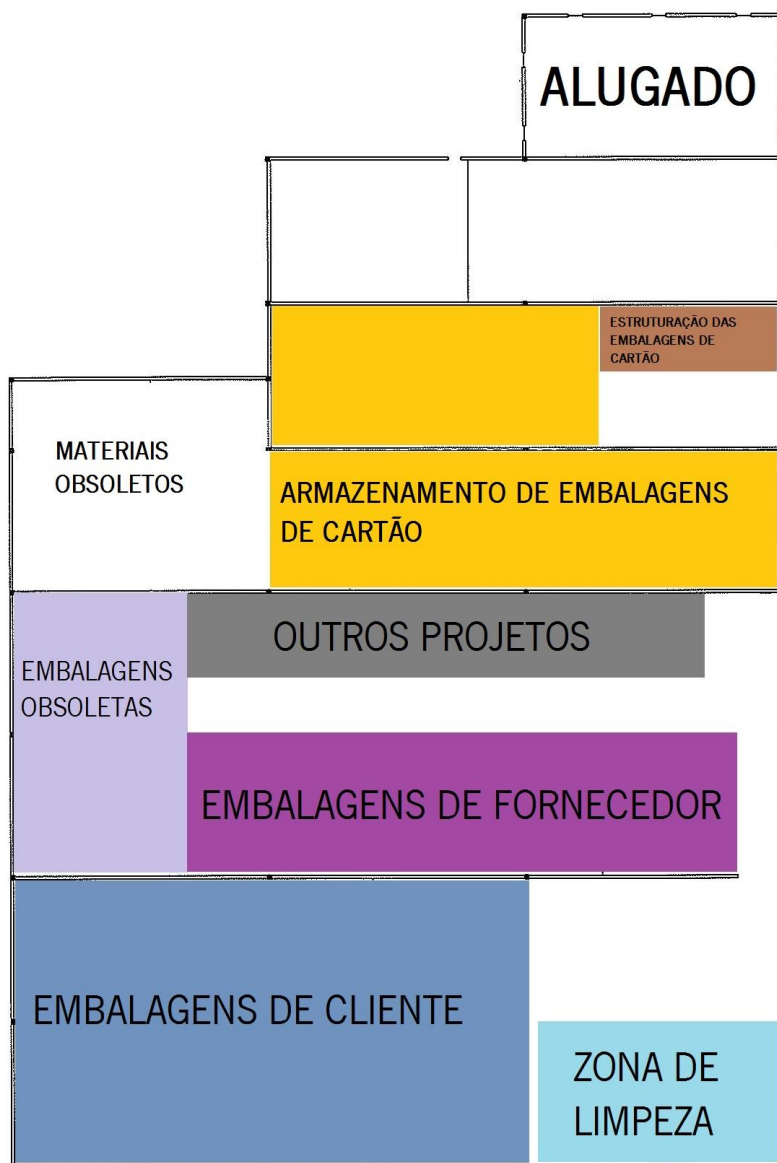 ALUGADO
ESTRUTURAÇÃO DAS
EMBALAGENS DE
CARTÃO
MATERIAIS
OBSOLETOS
ARMAZENAMENTO DE EMBALAGENS
DE CARTÃO
OUTROS PROJETOS
EMBALAGENS
OBSOLETAS
EMBALAGENS DE FORNECEDOR
EMBALAGENS DE CLIENTE
ZONA DE
LIMPEZA